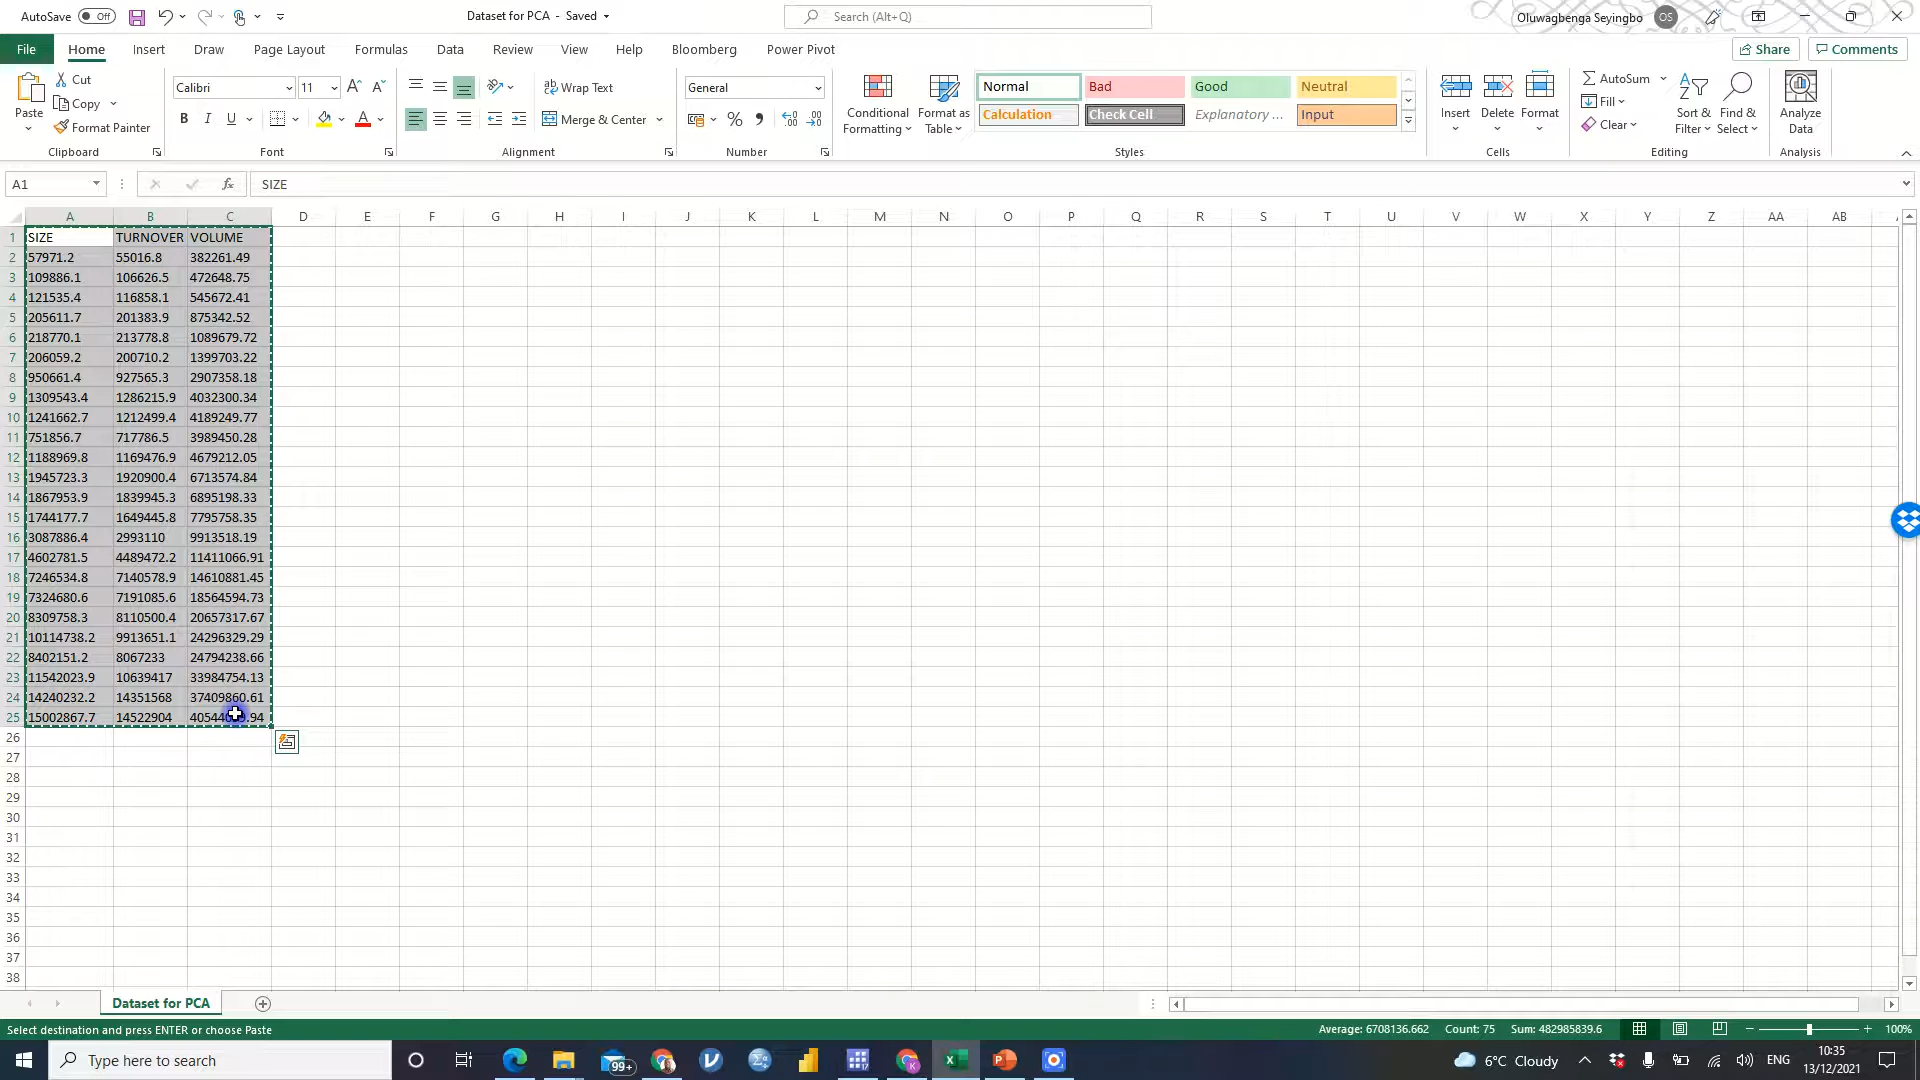 AutoSave Off Dataset for PCA - Saved Search (Alt+Q) Oluwagbenga Seyingbo OS
File Home Insert Draw Page Layout Formulas Data Review View Help Bloomberg Power Pivot Share Comments
Paste Cut Copy Format Painter Calibri 11 B I U Wrap Text Merge & Center General % Conditional Formatting Format as Table Normal Bad Good Neutral Calculation Check Cell Explanatory ... Input Insert Delete Format AutoSum Fill Clear Sort & Filter Find & Select Analyze Data
Clipboard Font Alignment Number Styles Cells Editing Analysis
A1 fx SIZE
A B C D E F G H I J K L M N O P Q R S T U V W X Y Z AA AB
1 SIZE TURNOVER VOLUME
2 57971.2 55016.8 382261.49
3 109886.1 106626.5 472648.75
4 121535.4 116858.1 545672.41
5 205611.7 201383.9 875342.52
6 218770.1 213778.8 1089679.72
7 206059.2 200710.2 1399703.22
8 950661.4 927565.3 2907358.18
9 1309543.4 1286215.9 4032300.34
10 1241662.7 1212499.4 4189249.77
11 751856.7 717786.5 3989450.28
12 1188969.8 1169476.9 4679212.05
13 1945723.3 1920900.4 6713574.84
14 1867953.9 1839945.3 6895198.33
15 1744177.7 1649445.8 7795758.35
16 3087886.4 2993110 9913518.19
17 4602781.5 4489472.2 11411066.91
18 7246534.8 7140578.9 14610881.45
19 7324680.6 7191085.6 18564594.73
20 8309758.3 8110500.4 20657317.67
21 10114738.2 9913651.1 24296329.29
22 8402151.2 8067233 24794238.66
23 11542023.9 10639417 33984754.13
24 14240232.2 14351568 37409860.61
25 15002867.7 14522904
26
27
28
29
30
31
32
33
34
35
36
37
38
Dataset for PCA
Select destination and press ENTER or choose Paste Average: 6708136.662 Count: 75 Sum: 482985839.6 100%
Type here to search 99+ 6°C Cloudy ENG 10:35
13/12/2021